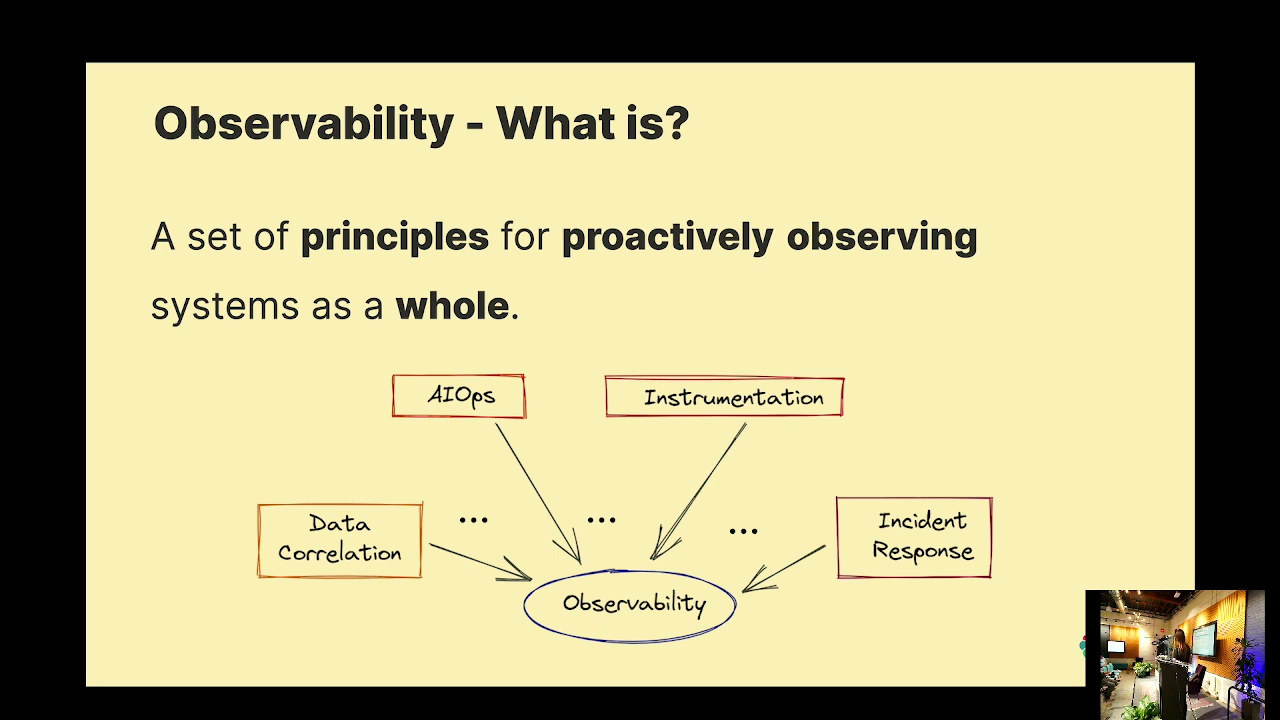 Observability - What is?
A set of principles for proactively observing
systems as a whole.
AIOps
Instrumentation
Data
Correlation
...
...
...
Incident
Response
Observability